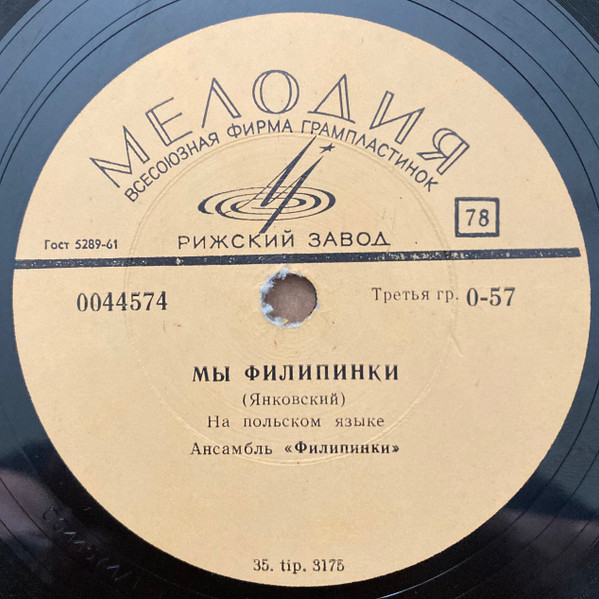 МЕЛОДИЯ
ВСЕСОЮЗНАЯ ФИРМА ГРАМПЛАСТИНОК
78
Гост 5289-61
РИЖСКИЙ ЗАВОД
0044574
Третья гр. 0-57
МЫ ФИЛИПИНКИ
(Янковский)
На польском языке
Ансамбль «Филипинки»
35. tip. 3175